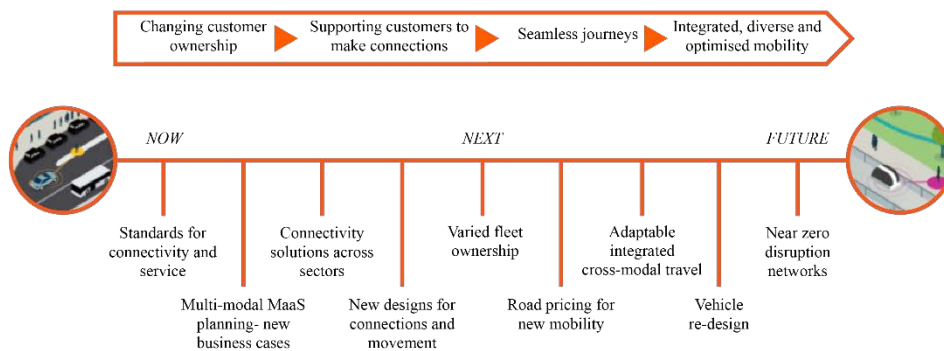 Changing customer
ownership
Supporting customers to
make connections
Seamless journeys
Integrated, diverse and
optimised mobility
NOW
NEXT
FUTURE
Standards for
connectivity and
service
Multi-modal MaaS
planning- new
business cases
Connectivity
solutions across
sectors
New designs for
connections and
movement
Varied fleet
ownership
Road pricing for
new mobility
Adaptable
integrated
cross-modal travel
Vehicle
re-design
Near zero
disruption
networks